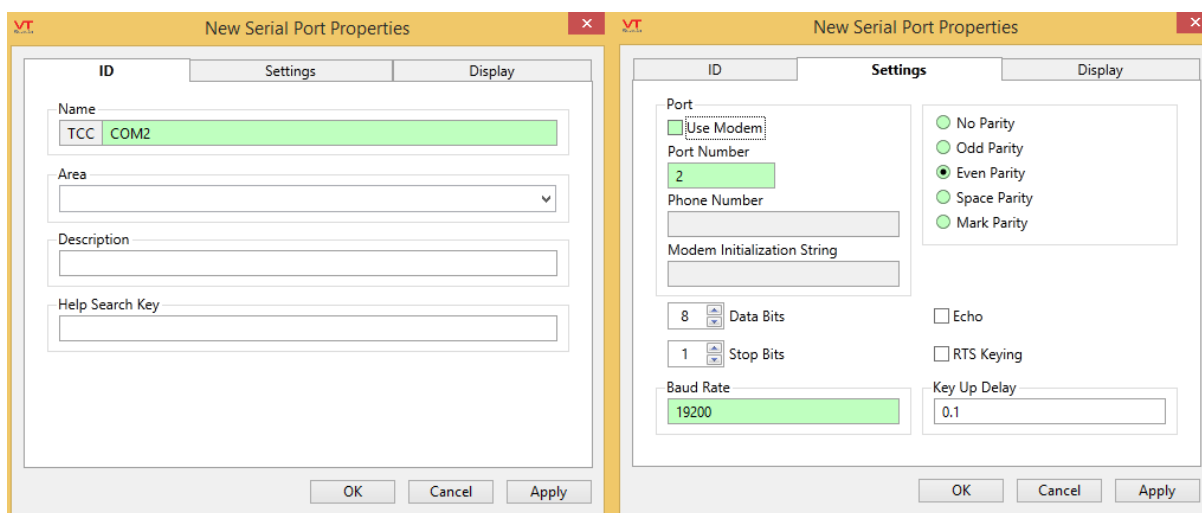 VT
New Serial Port Properties
ID
Settings
Display
Name
TCC COM2
Area
Description
Help Search Key
OK
Cancel
Apply
VT
New Serial Port Properties
ID
Settings
Display
Port
Use Modem
Port Number
2
Phone Number
Modem Initialization String
No Parity
Odd Parity
Even Parity
Space Parity
Mark Parity
8 Data Bits
Echo
1 Stop Bits
RTS Keying
Baud Rate
19200
Key Up Delay
0.1
OK
Cancel
Apply